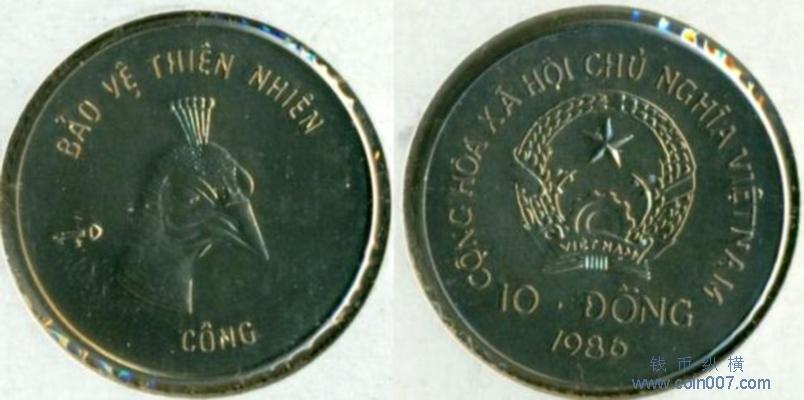 BẢO VỆ THIÊN NHIÊN
CÔNG
CỘNG HÒA XÃ HỘI CHỦ NGHĨA VIỆT NAM
VIỆT NAM
10 · ĐỒNG
1986
钱币纵横
www.coin007.com